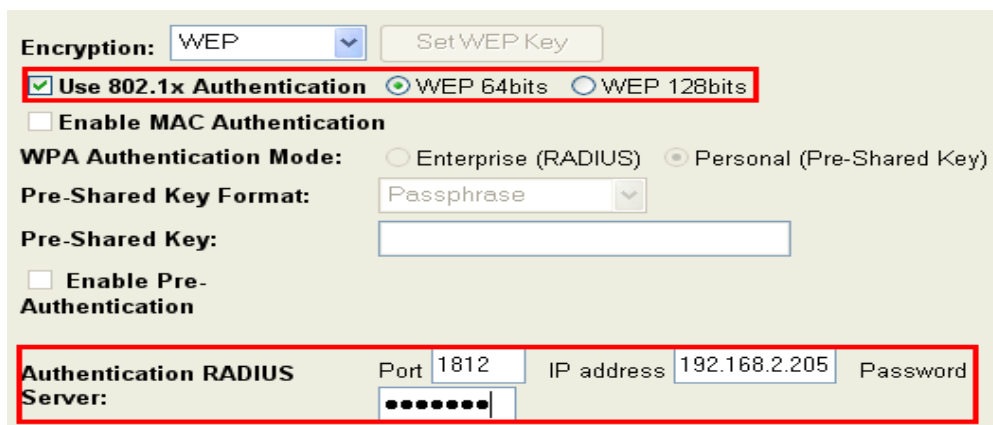 Encryption: WEP Set WEP Key
Use 802.1x Authentication WEP 64bits WEP 128bits
Enable MAC Authentication
WPA Authentication Mode: Enterprise (RADIUS) Personal (Pre-Shared Key)
Pre-Shared Key Format: Passphrase
Pre-Shared Key:
Enable Pre-
Authentication
Authentication RADIUS
Server: Port 1812 IP address 192.168.2.205 Password
●●●●●●●